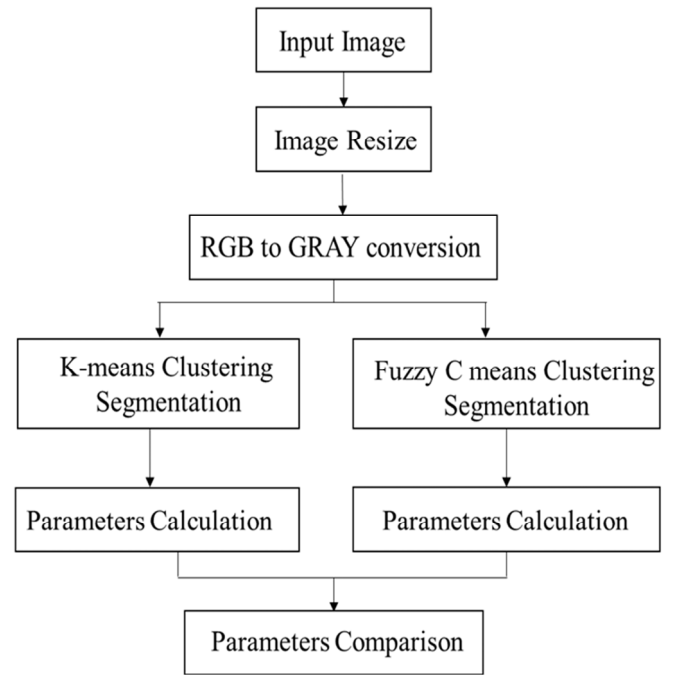 Input Image
Image Resize
RGB to GRAY conversion
K-means Clustering
Segmentation
Fuzzy C means Clustering
Segmentation
Parameters Calculation
Parameters Calculation
Parameters Comparison